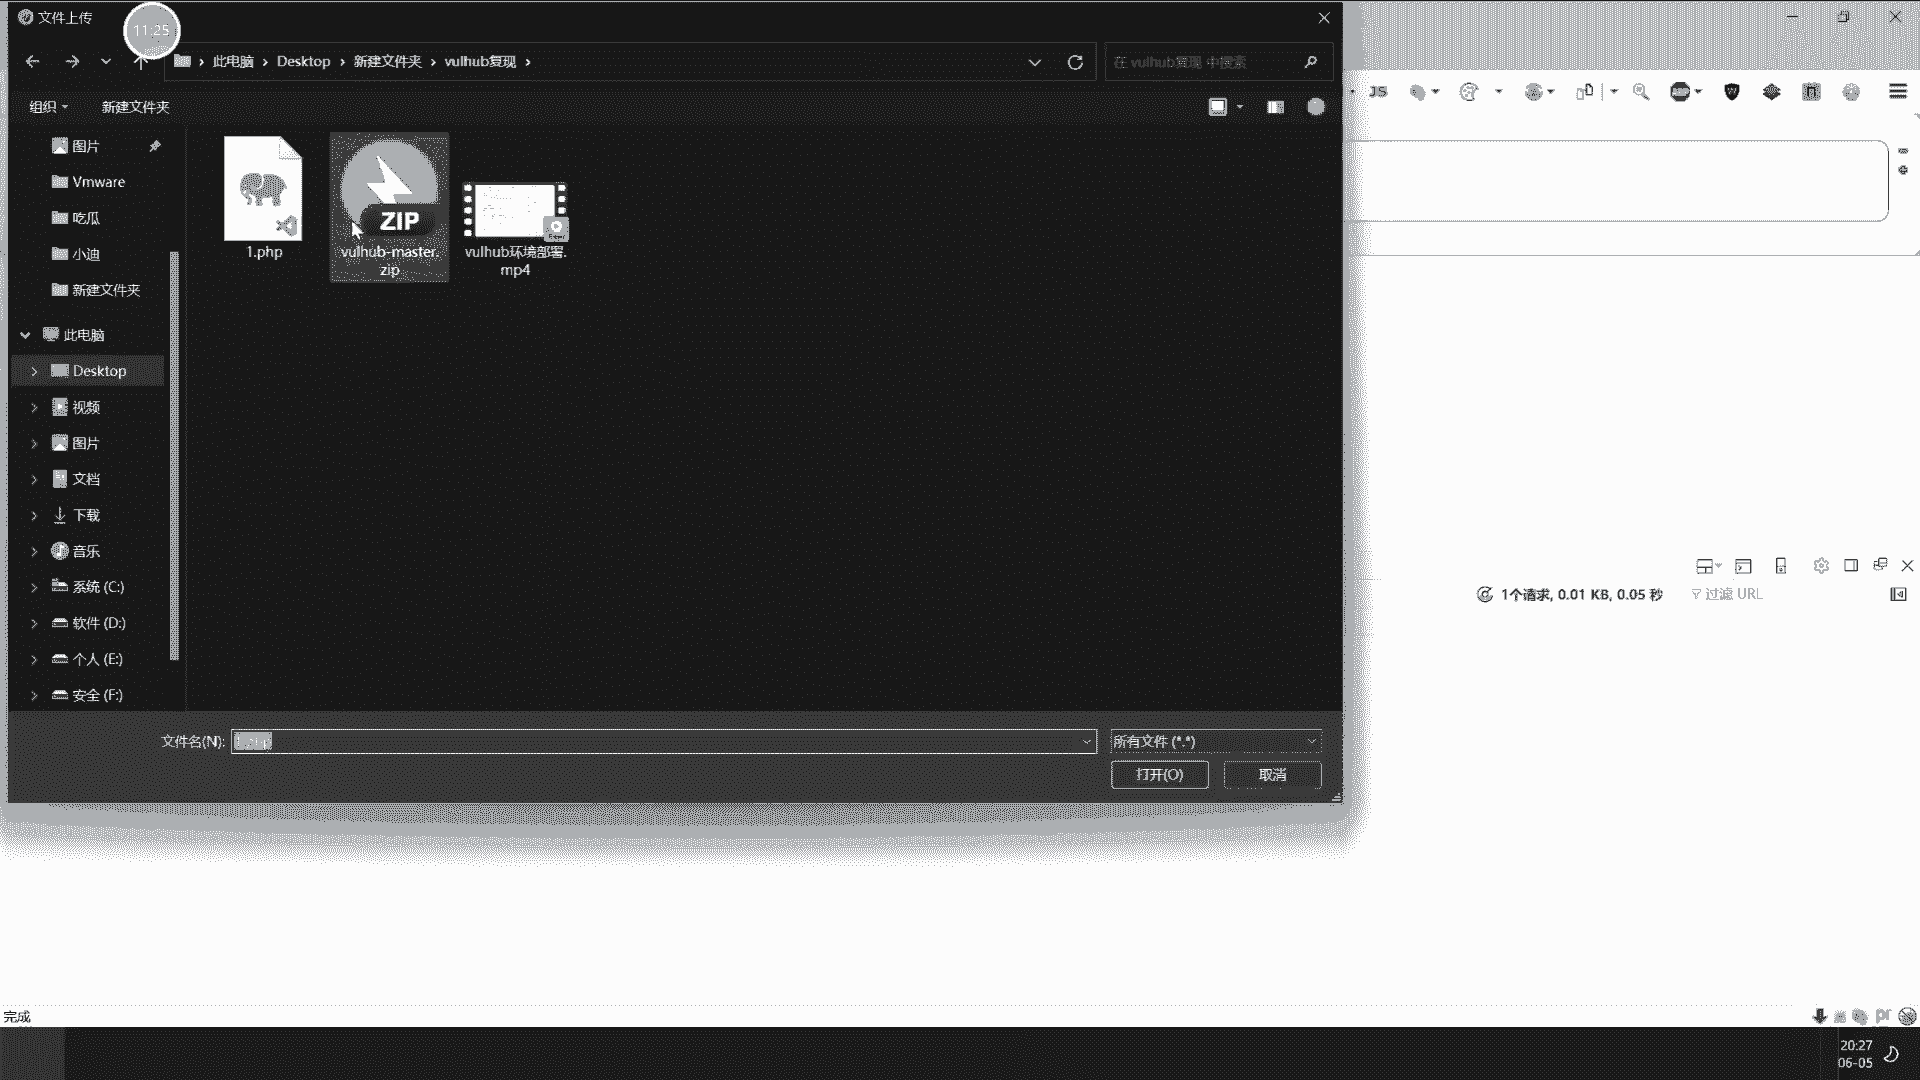 文件上传
11:25
此电脑 › Desktop › 新建文件夹 › vulhub复现 ›
在 vulhub复现 中搜索
组织
新建文件夹
JS
图片
Vmware
吃瓜
小迪
新建文件夹
此电脑
Desktop
视频
图片
文档
下载
音乐
系统 (C:)
软件 (D:)
个人 (E:)
安全 (F:)
1.php
ZIP
vulhub-master.
zip
vulhub环境部署.
mp4
1个请求, 0.01 KB, 0.05 秒
过滤 URL
文件名(N):
1.php
所有文件 (*.*)
打开(O)
取消
完成
pr
20:27
06-05